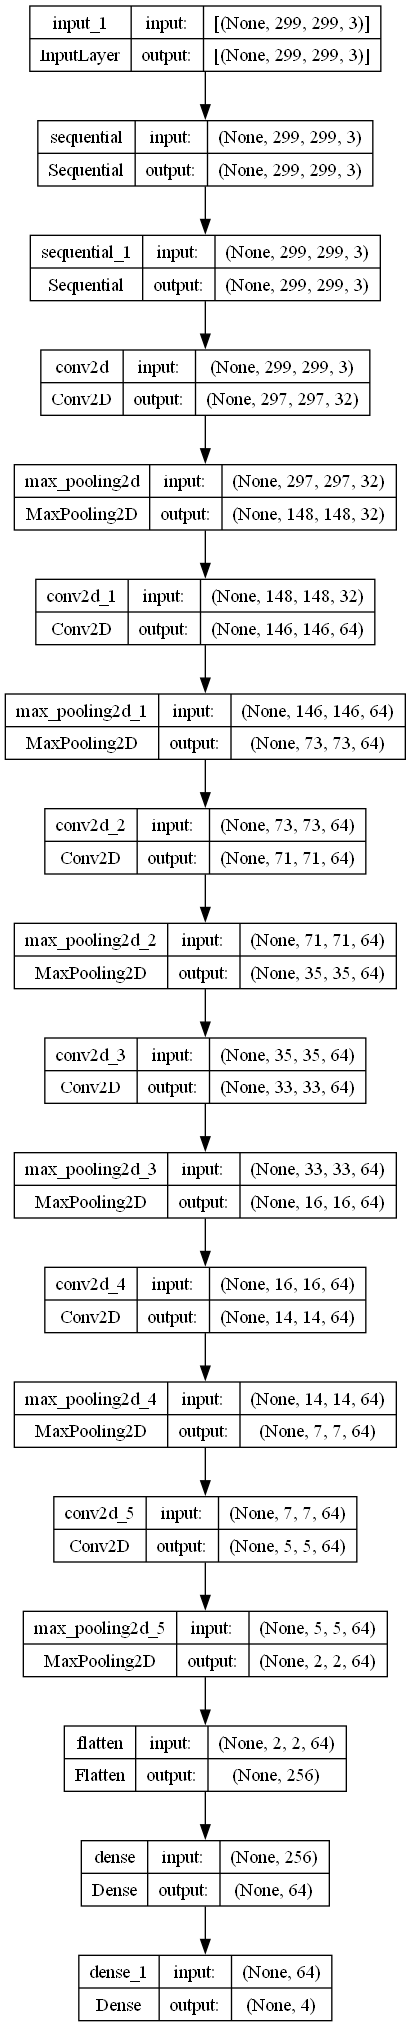 input_1 input: [(None, 299, 299, 3)]
InputLayer output: [(None, 299, 299, 3)]
sequential input: (None, 299, 299, 3)
Sequential output: (None, 299, 299, 3)
sequential_1 input: (None, 299, 299, 3)
Sequential output: (None, 299, 299, 3)
conv2d input: (None, 299, 299, 3)
Conv2D output: (None, 297, 297, 32)
max_pooling2d input: (None, 297, 297, 32)
MaxPooling2D output: (None, 148, 148, 32)
conv2d_1 input: (None, 148, 148, 32)
Conv2D output: (None, 146, 146, 64)
max_pooling2d_1 input: (None, 146, 146, 64)
MaxPooling2D output: (None, 73, 73, 64)
conv2d_2 input: (None, 73, 73, 64)
Conv2D output: (None, 71, 71, 64)
max_pooling2d_2 input: (None, 71, 71, 64)
MaxPooling2D output: (None, 35, 35, 64)
conv2d_3 input: (None, 35, 35, 64)
Conv2D output: (None, 33, 33, 64)
max_pooling2d_3 input: (None, 33, 33, 64)
MaxPooling2D output: (None, 16, 16, 64)
conv2d_4 input: (None, 16, 16, 64)
Conv2D output: (None, 14, 14, 64)
max_pooling2d_4 input: (None, 14, 14, 64)
MaxPooling2D output: (None, 7, 7, 64)
conv2d_5 input: (None, 7, 7, 64)
Conv2D output: (None, 5, 5, 64)
max_pooling2d_5 input: (None, 5, 5, 64)
MaxPooling2D output: (None, 2, 2, 64)
flatten input: (None, 2, 2, 64)
Flatten output: (None, 256)
dense input: (None, 256)
Dense output: (None, 64)
dense_1 input: (None, 64)
Dense output: (None, 4)